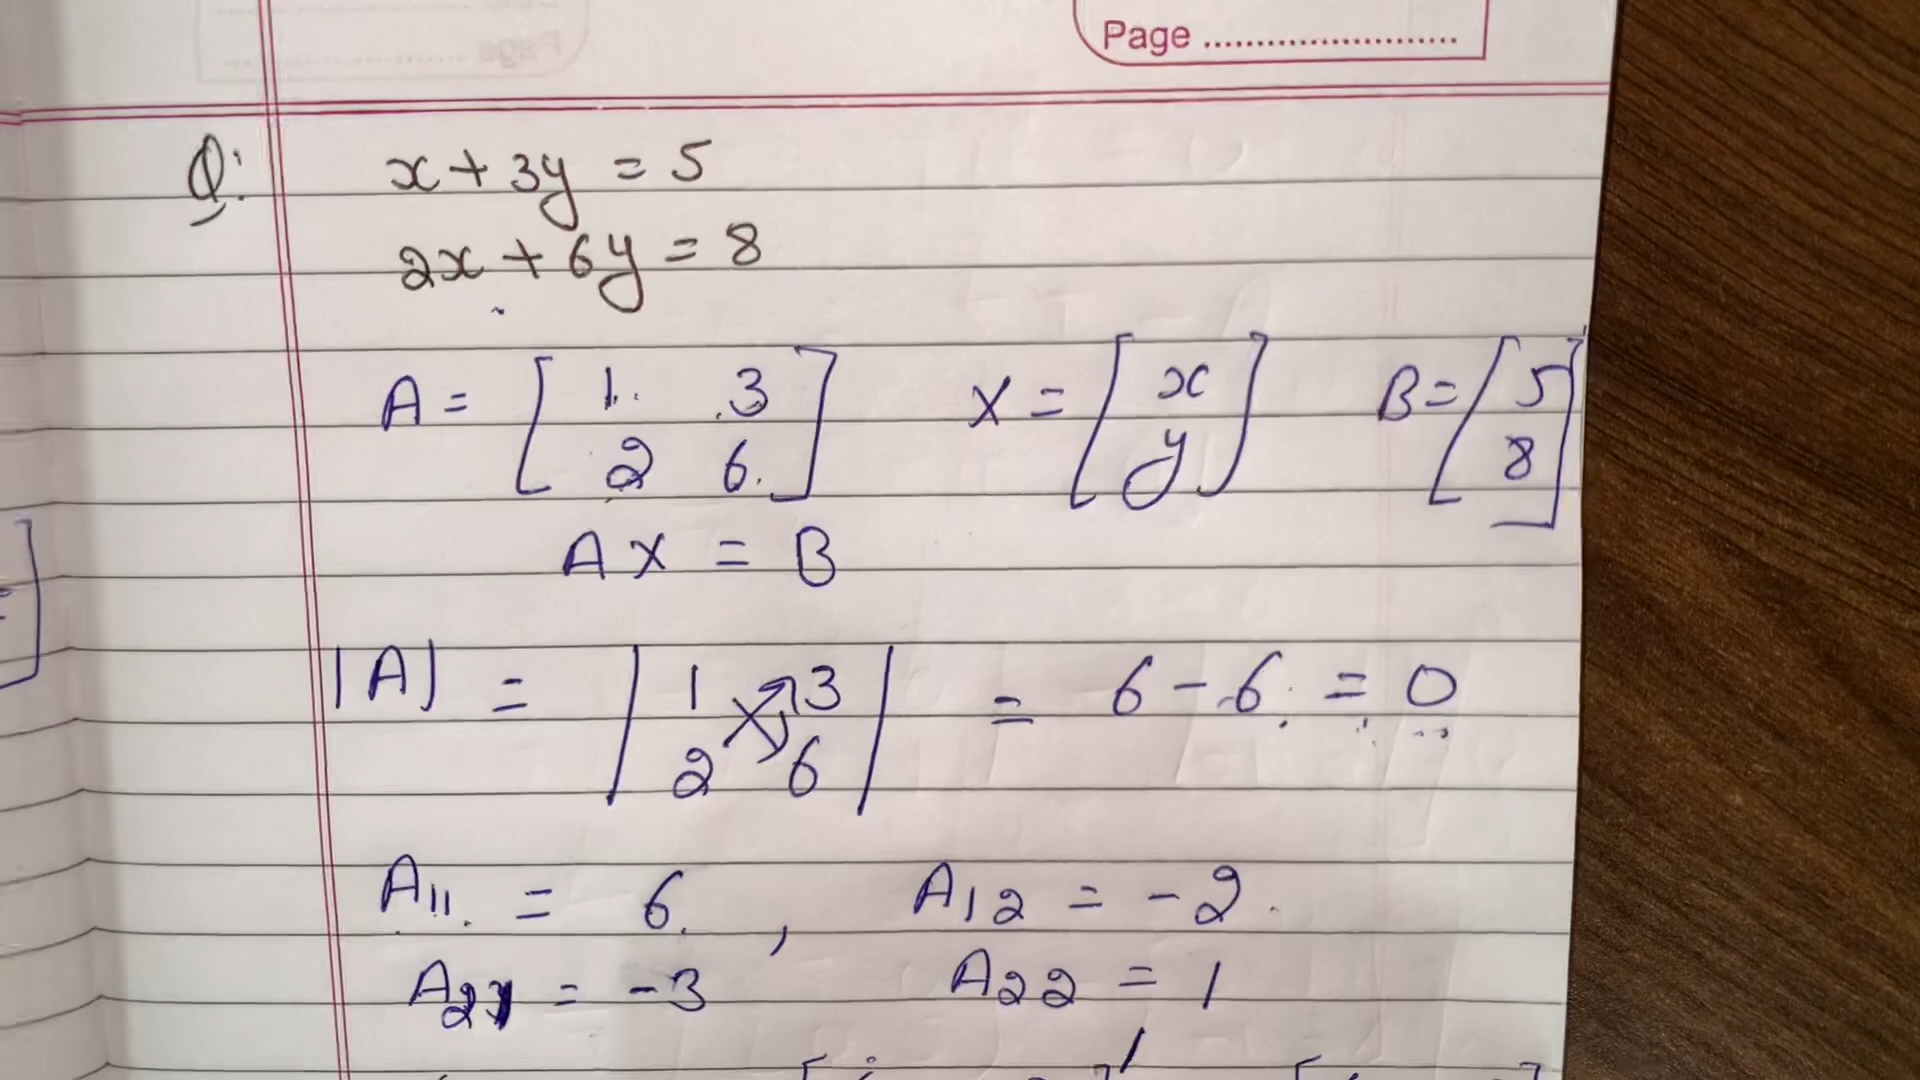 Page ........................
Q: x + 3y = 5
2x + 6y = 8
A = [ 1 3 X = [ x B = [ 5
2 6 ] y ] 8 ]
AX = B
|A| = | 1 3 | = 6 - 6 = 0
| 2 6 |
A11 = 6 , A12 = -2
A21 = -3 A22 = 1